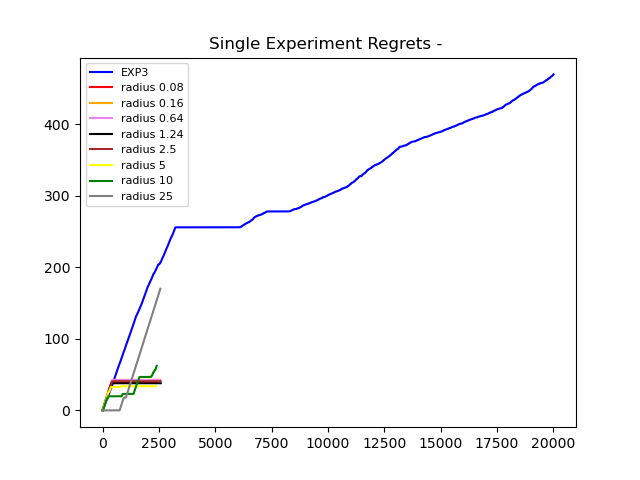 Single Experiment Regrets -
EXP3
radius 0.08
radius 0.16
radius 0.64
radius 1.24
radius 2.5
radius 5
radius 10
radius 25
400
300
200
100
0
0 2500 5000 7500 10000 12500 15000 17500 20000